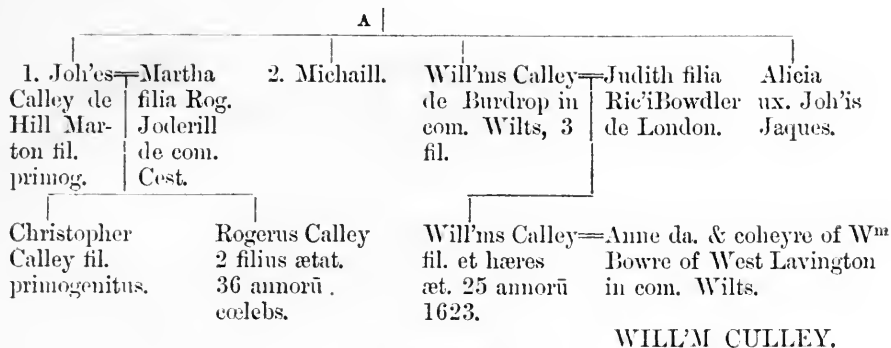 A
1. Joh'es
Calley de
Hill Mar-
ton fil.
primog.
Martha
filia Rog.
Joderill
de com.
Cest.
2. Michaill.
Will'ms Calley
de Burdrop in
com. Wilts, 3
fil.
Judith filia
Ric'iBowdler
de London.
Alicia
ux. Joh'is
Jaques.
Christopher
Calley fil.
primogenitus.
Rogerus Calley
2 filius ætat.
36 annorū .
cœlebs.
Will'ms Calley
fil. et hæres
æt. 25 annorū
1623.
Anne da. & coheyre of Wᵐ
Bowre of West Lavington
in com. Wilts.
WILL'M CULLEY.